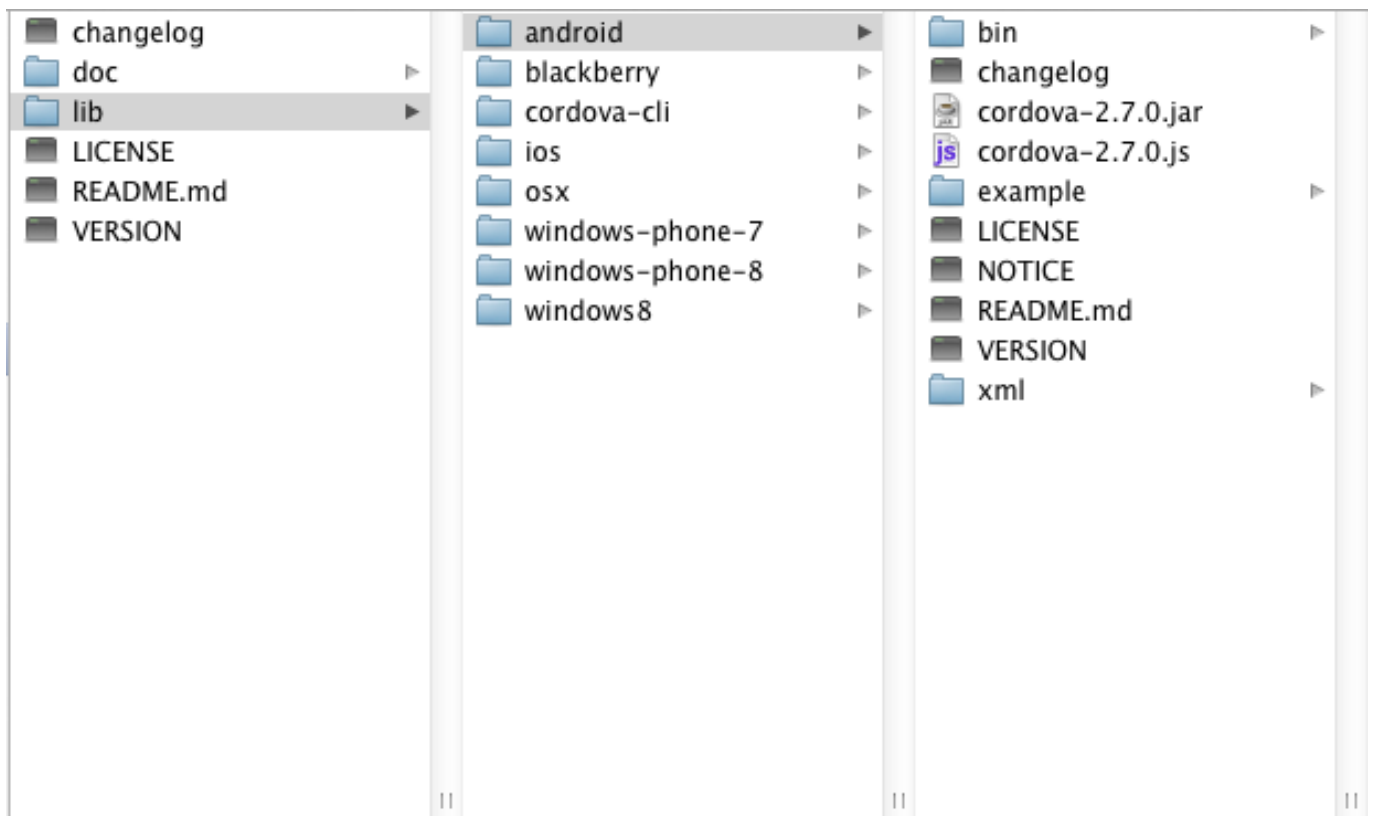 changelog
doc
lib
LICENSE
README.md
VERSION
android
blackberry
cordova-cli
ios
osx
windows-phone-7
windows-phone-8
windows8
bin
changelog
cordova-2.7.0.jar
cordova-2.7.0.js
example
LICENSE
NOTICE
README.md
VERSION
xml